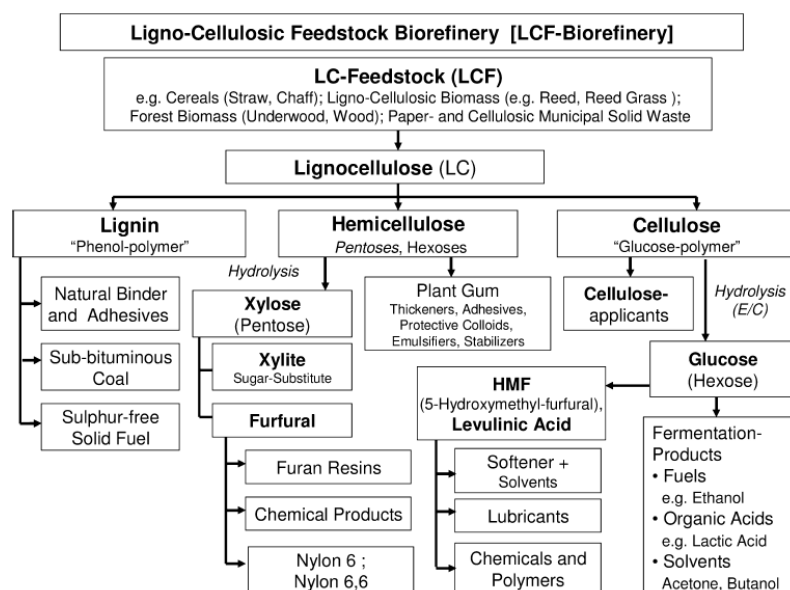 Ligno-Cellulosic Feedstock Biorefinery [LCF-Biorefinery]
LC-Feedstock (LCF)
e.g. Cereals (Straw, Chaff); Ligno-Cellulosic Biomass (e.g. Reed, Reed Grass );
Forest Biomass (Underwood, Wood); Paper- and Cellulosic Municipal Solid Waste
Lignocellulose (LC)
Lignin
"Phenol-polymer"
Hemicellulose
Pentoses, Hexoses
Cellulose
"Glucose-polymer"
Natural Binder
and Adhesives
Sub-bituminous
Coal
Sulphur-free
Solid Fuel
Hydrolysis
Xylose
(Pentose)
Xylite
Sugar-Substitute
Furfural
Furan Resins
Chemical Products
Nylon 6 ;
Nylon 6,6
Plant Gum
Thickeners, Adhesives,
Protective Colloids,
Emulsifiers, Stabilizers
Cellulose-
applicants
Hydrolysis
(E/C)
Glucose
(Hexose)
HMF
(5-Hydroxymethyl-furfural),
Levulinic Acid
Softener +
Solvents
Lubricants
Chemicals and
Polymers
Fermentation-
Products
• Fuels
e.g. Ethanol
• Organic Acids
e.g. Lactic Acid
• Solvents
Acetone, Butanol